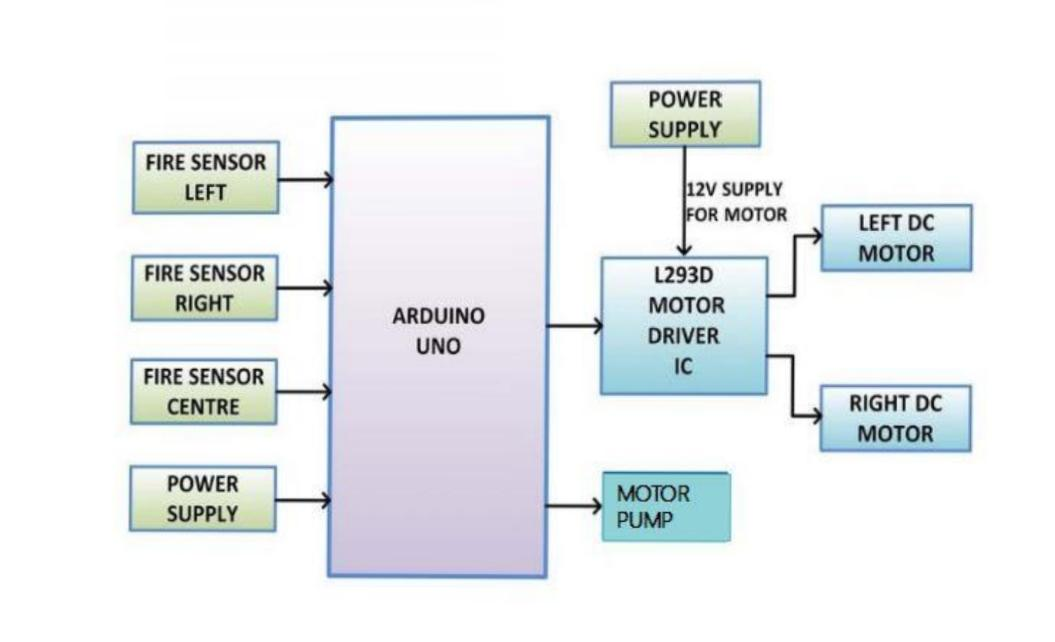 FIRE SENSOR
LEFT
FIRE SENSOR
RIGHT
FIRE SENSOR
CENTRE
POWER
SUPPLY
ARDUINO
UNO
POWER
SUPPLY
12V SUPPLY
FOR MOTOR
L293D
MOTOR
DRIVER
IC
LEFT DC
MOTOR
RIGHT DC
MOTOR
MOTOR
PUMP